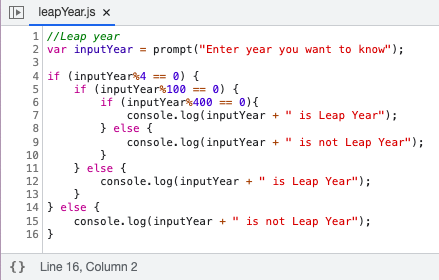 leapYear.js ×
1 //Leap year
2 var inputYear = prompt("Enter year you want to know");
3
4 if (inputYear%4 == 0) {
5     if (inputYear%100 == 0) {
6         if (inputYear%400 == 0){
7             console.log(inputYear + " is Leap Year");
8         } else {
9             console.log(inputYear + " is not Leap Year");
10         }
11     } else {
12         console.log(inputYear + " is Leap Year");
13     }
14 } else {
15     console.log(inputYear + " is not Leap Year");
16 }
{} Line 16, Column 2